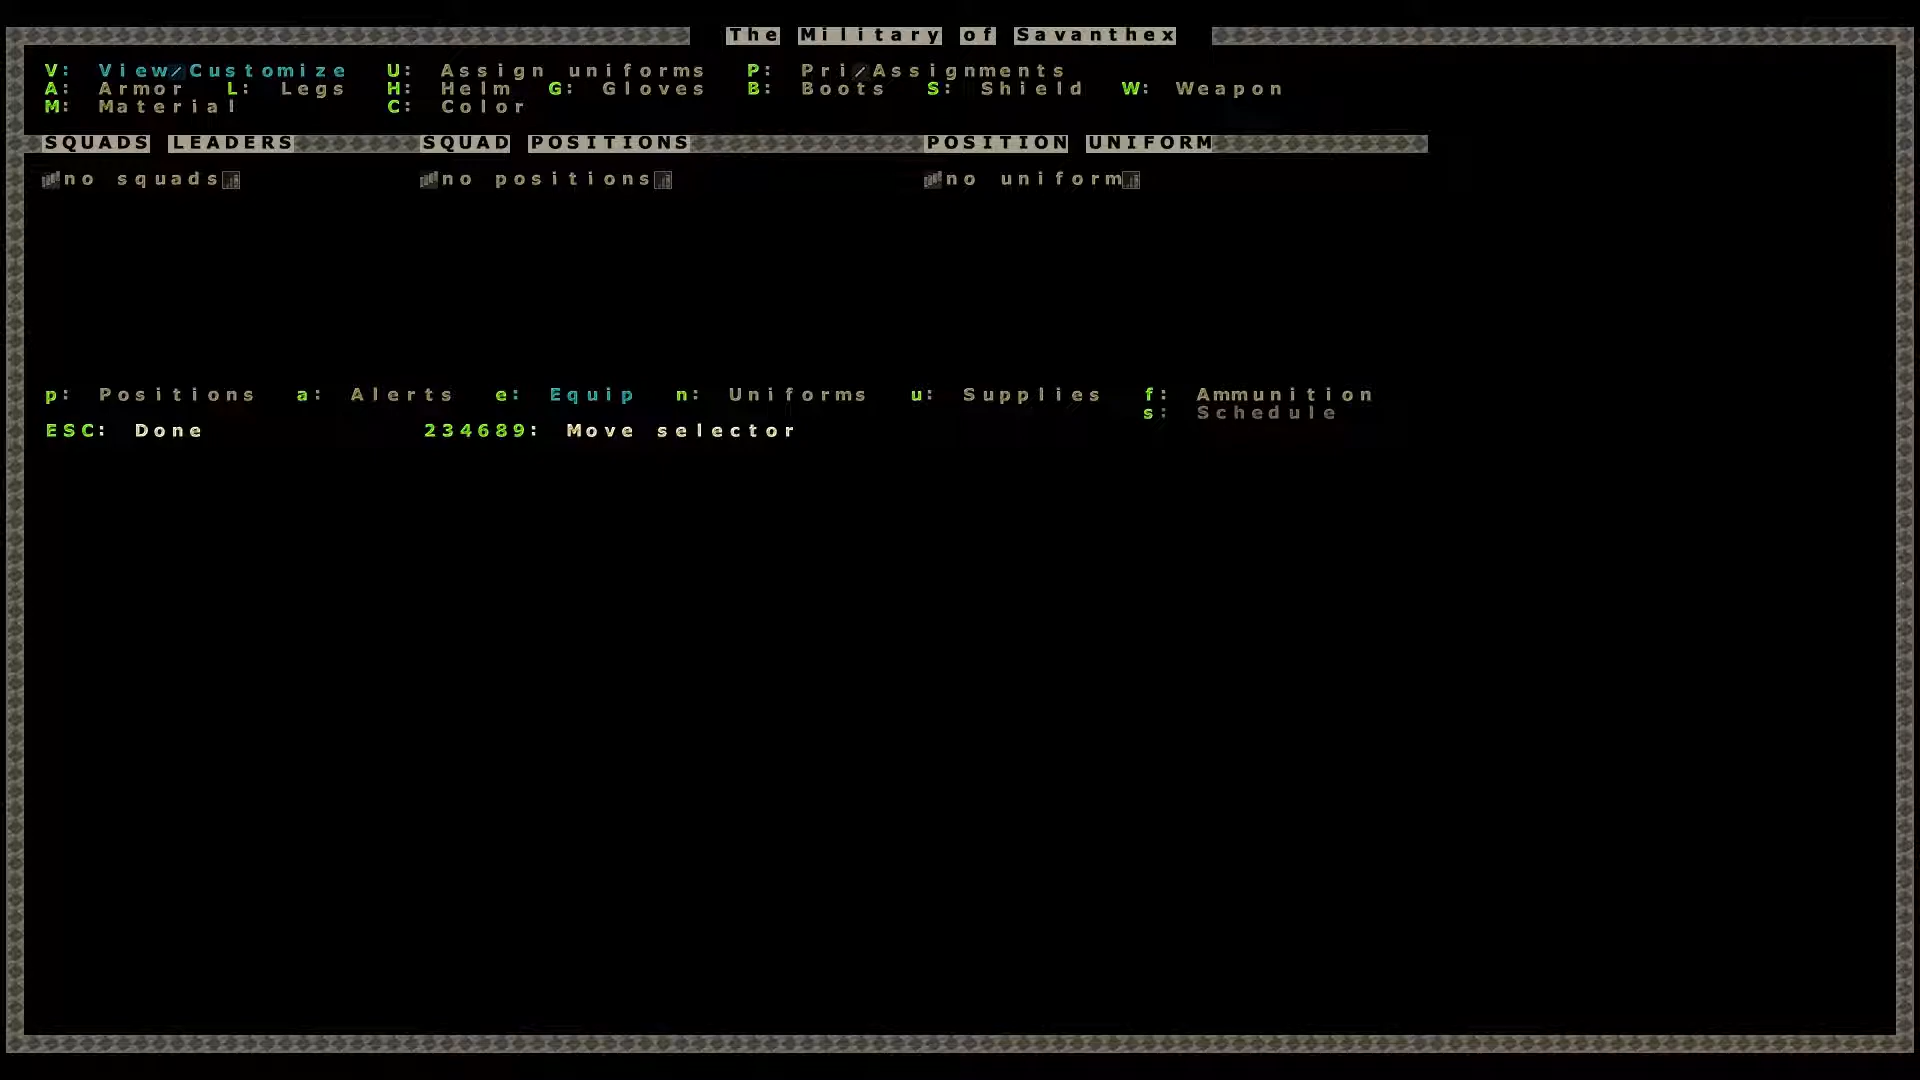 The Military of Savanthex
V: View/Customize U: Assign uniforms P: Pri/Assignments
A: Armor L: Legs H: Helm G: Gloves B: Boots S: Shield W: Weapon
M: Material C: Color
SQUADS LEADERS SQUAD POSITIONS POSITION UNIFORM
no squads no positions no uniform
p: Positions a: Alerts e: Equip n: Uniforms u: Supplies f: Ammunition
s: Schedule
ESC: Done 234689: Move selector